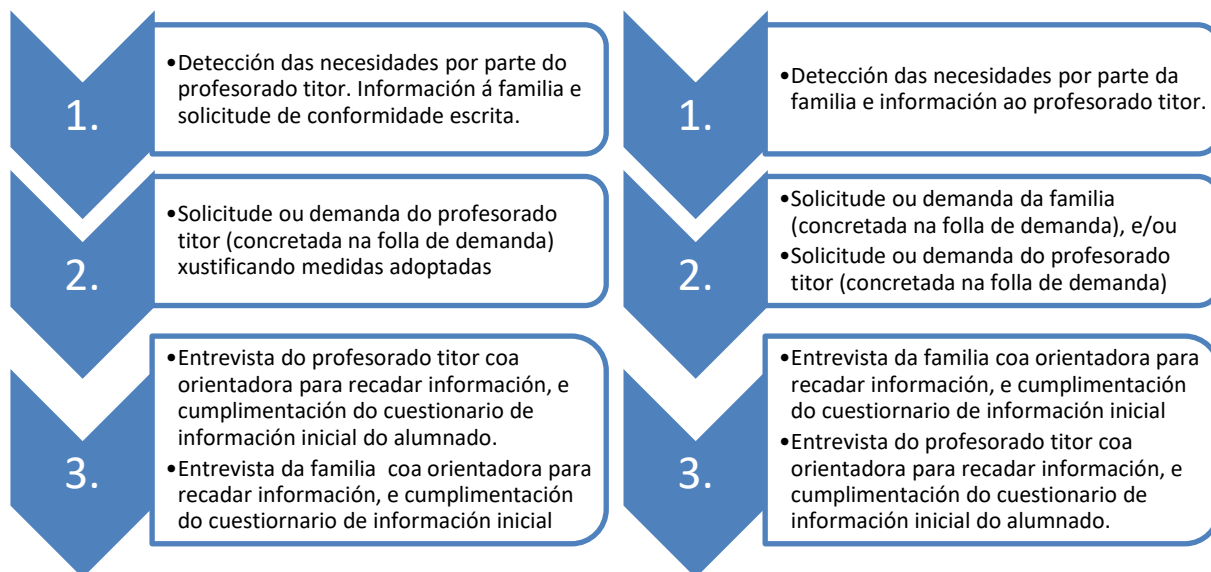 1.
•Detección das necesidades por parte do
profesorado titor. Información á familia e
solicitude de conformidade escrita.
2.
•Solicitude ou demanda do profesorado
titor (concretada na folla de demanda)
xustificando medidas adoptadas
3.
•Entrevista do profesorado titor coa
orientadora para recadar información, e
cumplimentación do cuestionario de
información inicial do alumnado.
•Entrevista da familia  coa orientadora para
recadar información, e cumplimentación
do cuestiornario de información inicial
1.
•Detección das necesidades por parte da
familia e información ao profesorado titor.
2.
•Solicitude ou demanda da familia
(concretada na folla de demanda), e/ou
•Solicitude ou demanda do profesorado
titor (concretada na folla de demanda)
3.
•Entrevista da familia coa orientadora para
recadar información, e cumplimentación
do cuestiornario de información inicial
•Entrevista do profesorado titor coa
orientadora para recadar información, e
cumplimentación do cuestionario de
información inicial do alumnado.